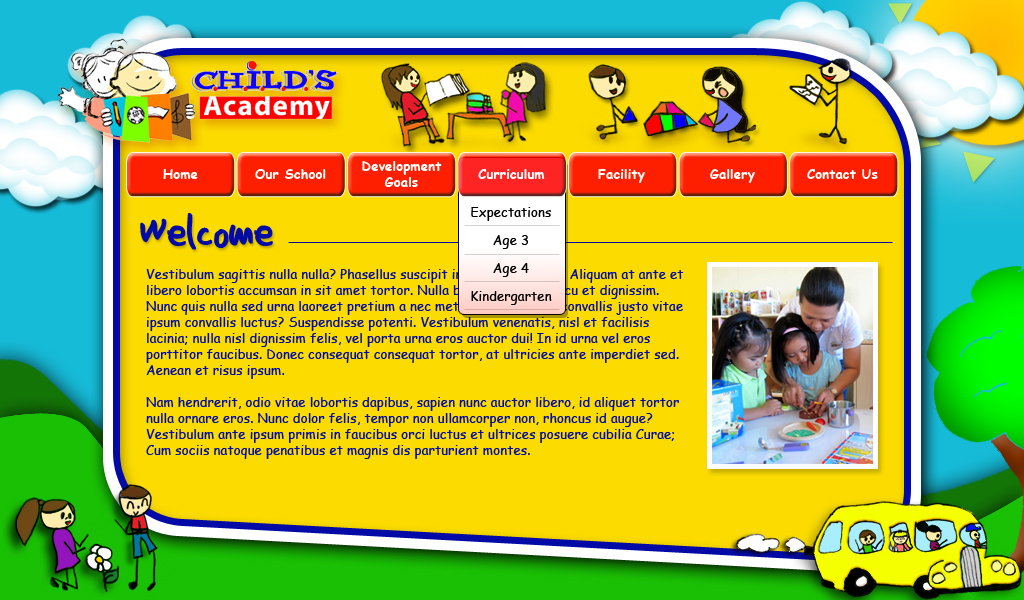 CHILD'S
Academy
Home
Our School
Development
Goals
Curriculum
Facility
Gallery
Contact Us
Expectations
Age 3
Age 4
Kindergarten
welcome
Vestibulum sagittis nulla nulla? Phasellus suscipit Aliquam at ante et
libero lobortis accumsan in sit amet tortor. Nulla et dignissim.
Nunc quis nulla sed urna laoreet pretium a nec convallis justo vitae
ipsum convallis luctus? Suspendisse potenti. Vestibulum venenatis, nisl et facilisis
lacinia; nulla nisl dignissim felis, vel porta urna eros auctor dui! In id urna vel eros
porttitor faucibus. Donec consequat consequat tortor, at ultricies ante imperdiet sed.
Aenean et risus ipsum.
Nam hendrerit, odio vitae lobortis dapibus, sapien nunc auctor libero, id aliquet tortor
nulla ornare eros. Nunc dolor felis, tempor non ullamcorper non, rhoncus id augue?
Vestibulum ante ipsum primis in faucibus orci luctus et ultrices posuere cubilia Curae;
Cum sociis natoque penatibus et magnis dis parturient montes.